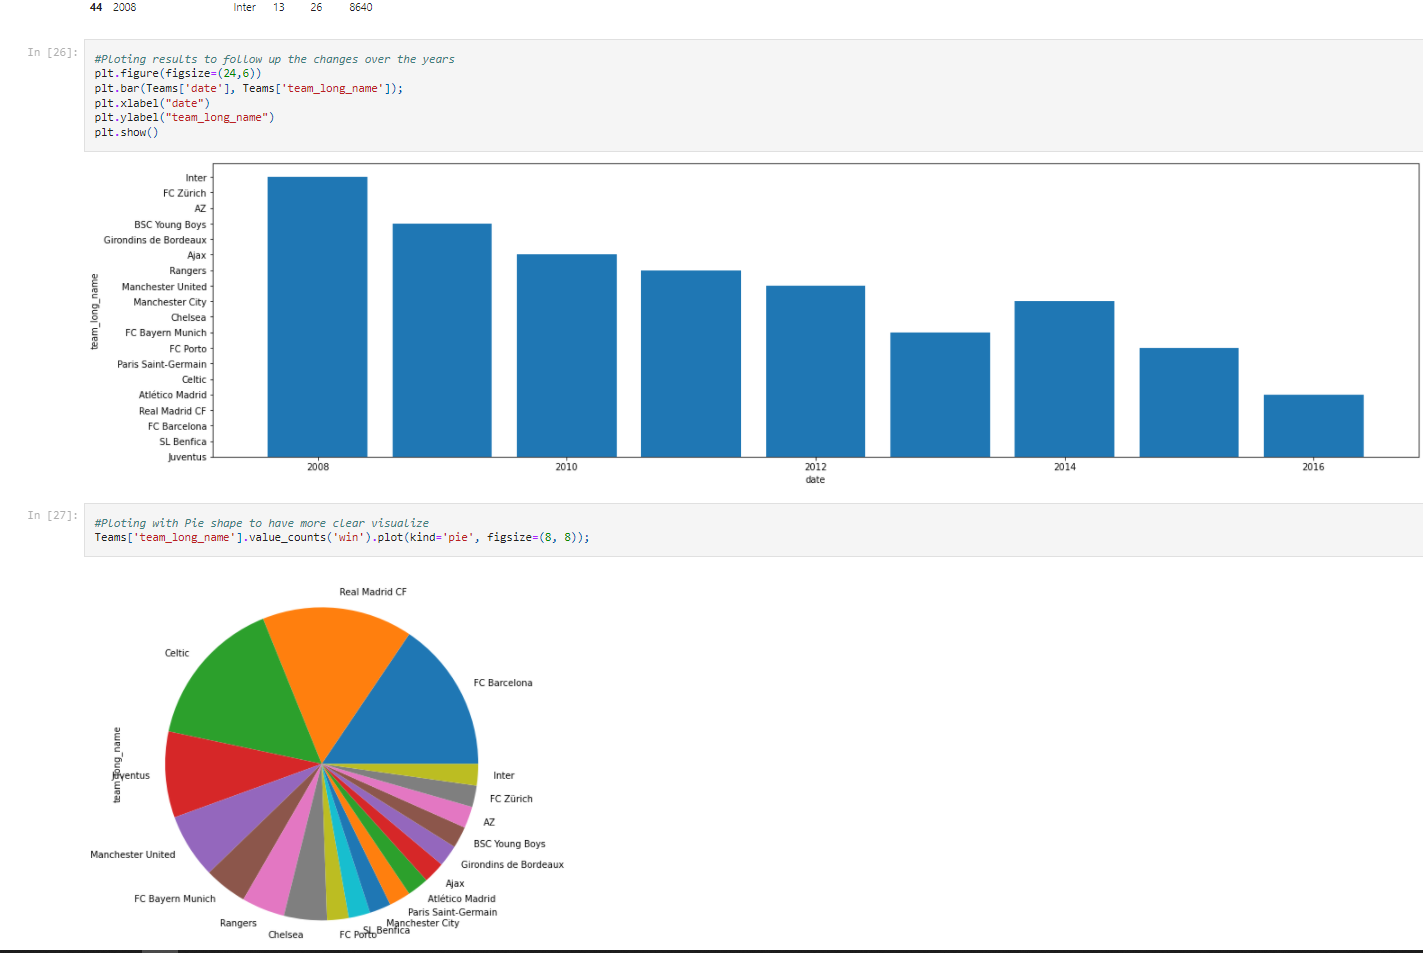 44 2008 Inter 13 26 8640
In [26]:
#Ploting results to follow up the changes over the years
plt.figure(figsize=(24,6))
plt.bar(Teams['date'], Teams['team_long_name']);
plt.xlabel("date")
plt.ylabel("team_long_name")
plt.show()
Inter
FC Zürich
AZ
BSC Young Boys
Girondins de Bordeaux
Ajax
Rangers
Manchester United
Manchester City
Chelsea
FC Bayern Munich
FC Porto
Paris Saint-Germain
Celtic
Atlético Madrid
Real Madrid CF
FC Barcelona
SL Benfica
Juventus
team_long_name
2008 2010 2012 2014 2016
date
In [27]:
#Ploting with Pie shape to have more clear visualize
Teams['team_long_name'].value_counts('win').plot(kind='pie', figsize=(8, 8));
Real Madrid CF
Celtic
FC Barcelona
team_long_name
Juventus
Inter
FC Zürich
AZ
BSC Young Boys
Manchester United
Girondins de Bordeaux
Ajax
FC Bayern Munich
Atlético Madrid
Paris Saint-Germain
Rangers
Manchester City
SL Benfica
Chelsea
FC Porto